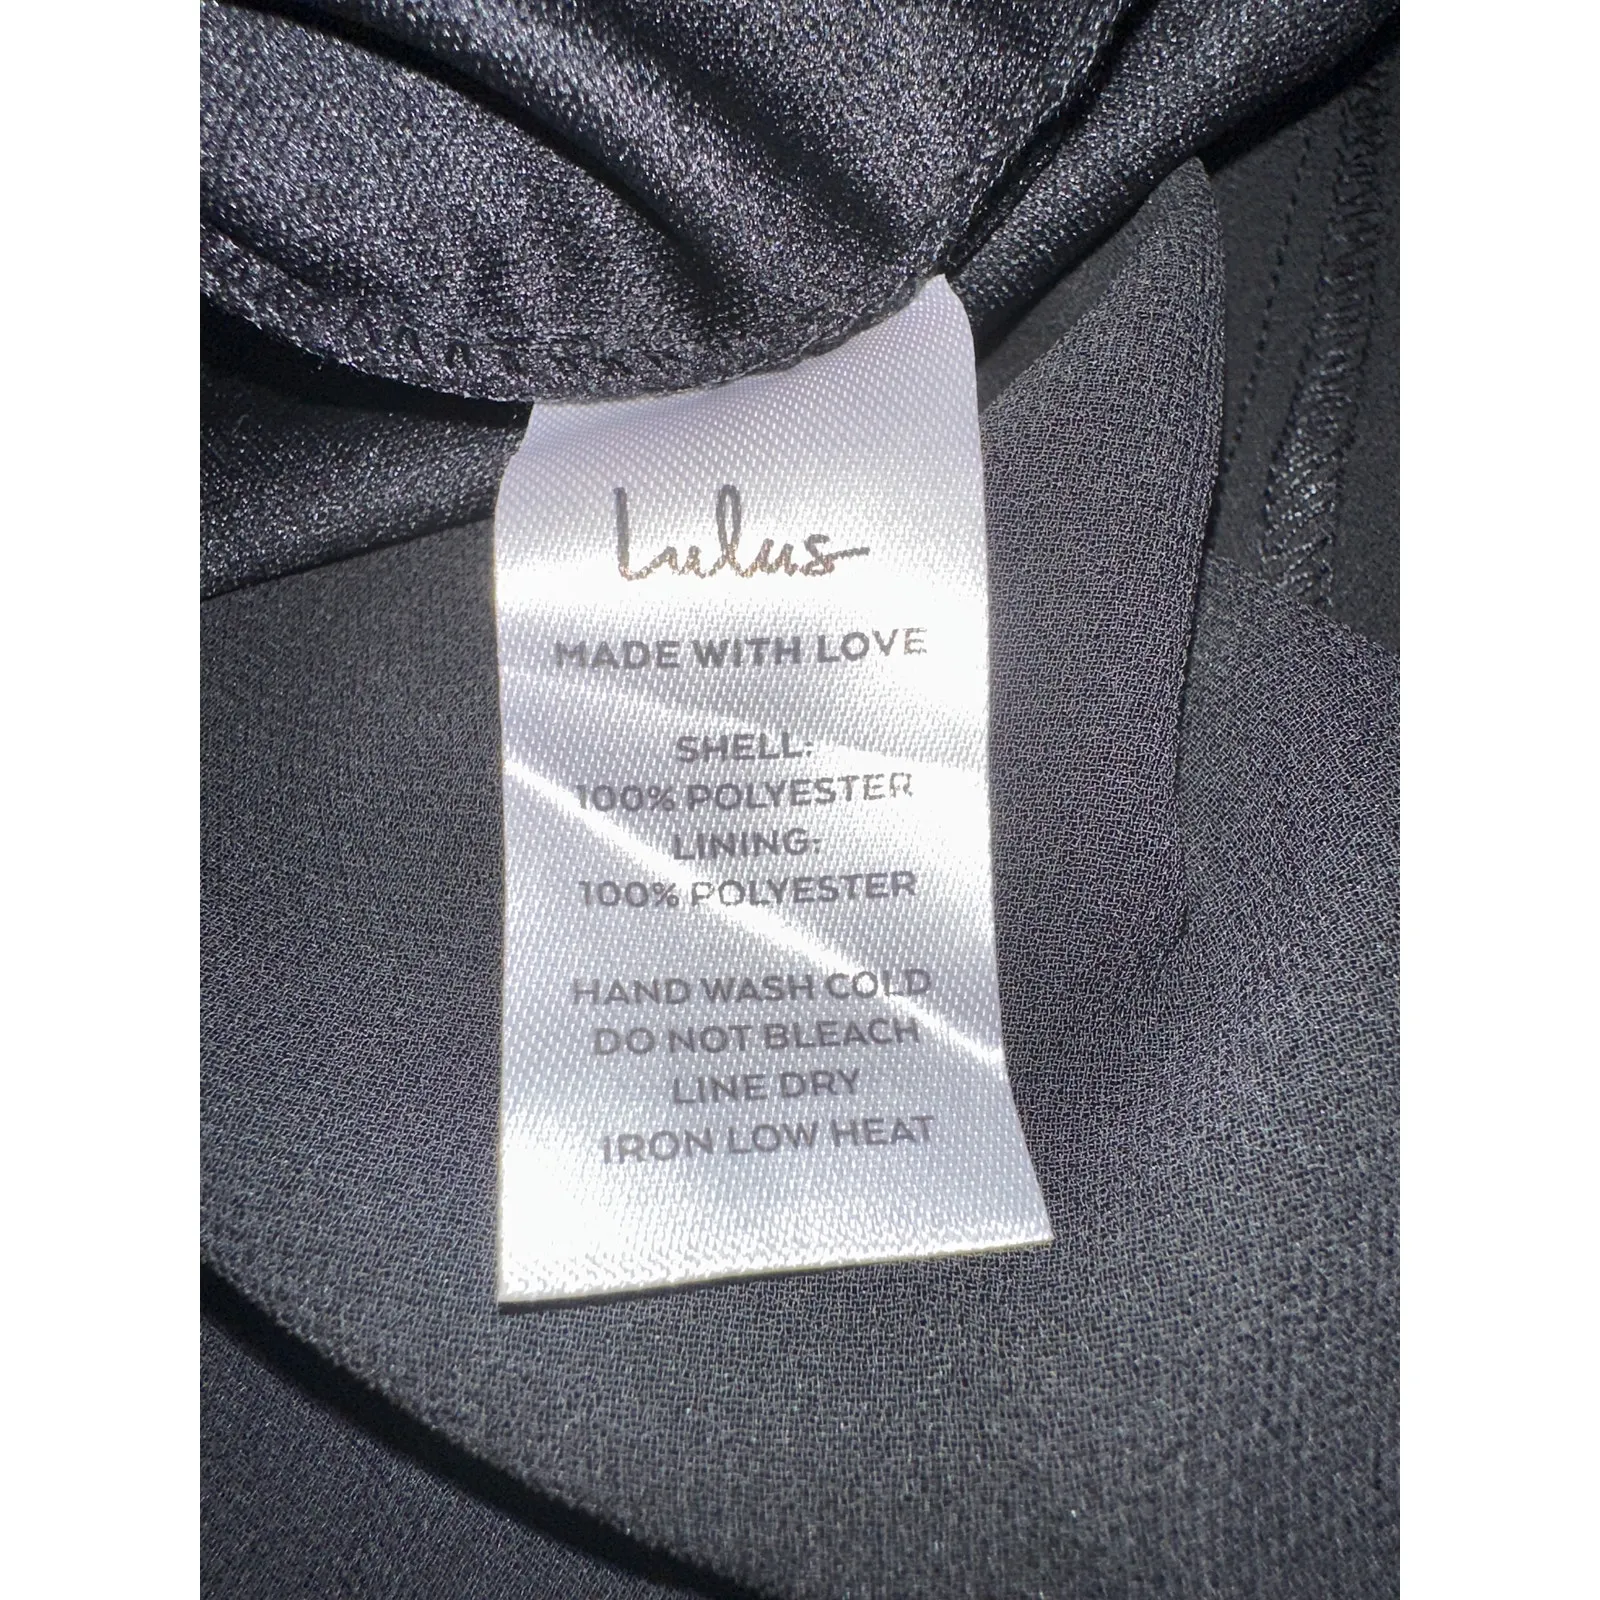 Lulus
MADE WITH LOVE
SHELL:
100% POLYESTER
LINING:
100% POLYESTER
HAND WASH COLD
DO NOT BLEACH
LINE DRY
IRON LOW HEAT